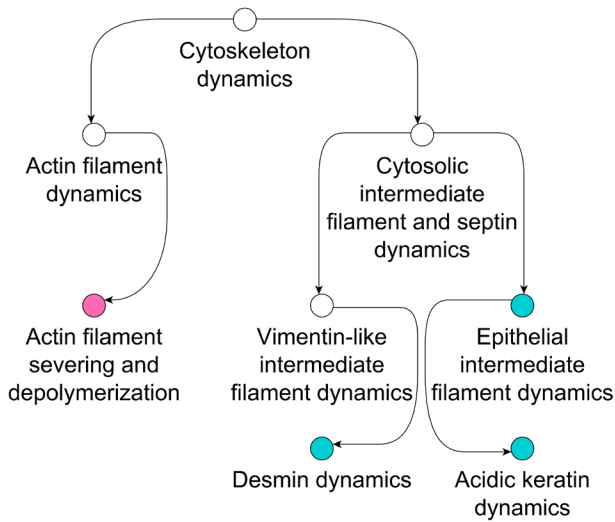 Cytoskeleton
dynamics
Actin filament
dynamics
Cytosolic
intermediate
filament and septin
dynamics
Actin filament
severing and
depolymerization
Vimentin-like
intermediate
filament dynamics
Epithelial
intermediate
filament dynamics
Desmin dynamics
Acidic keratin
dynamics